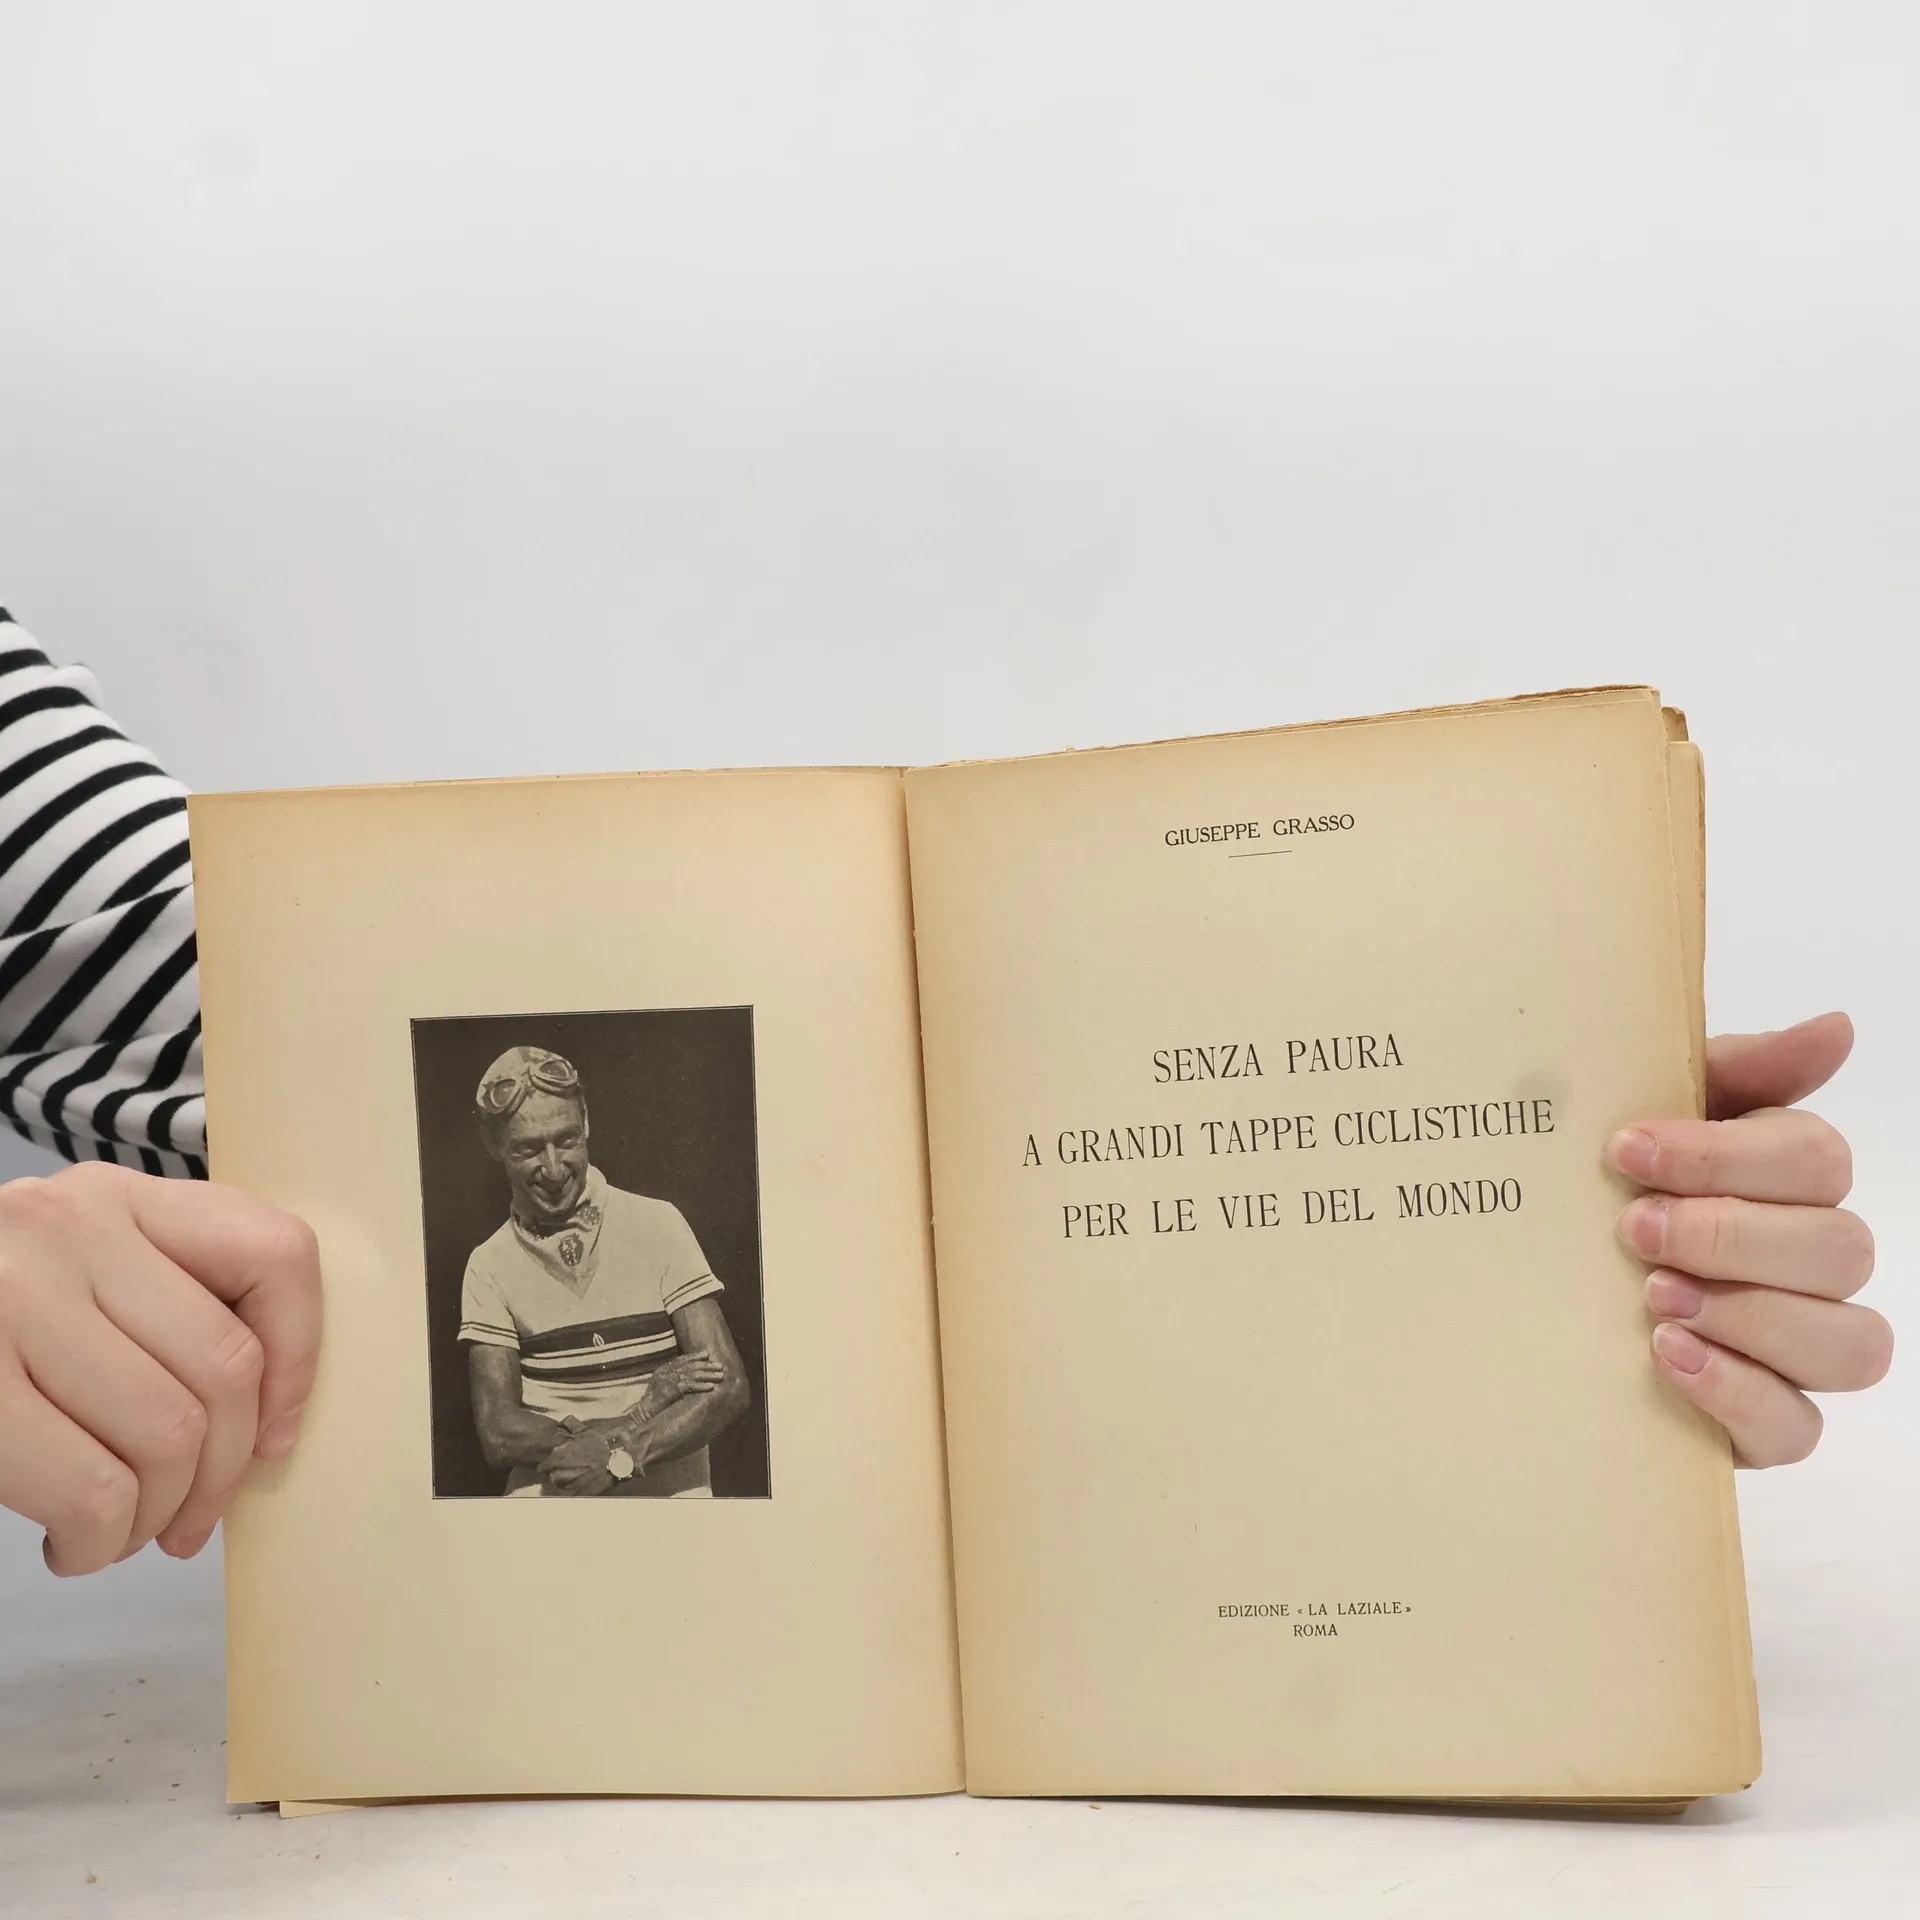 GIUSEPPE GRASSO
SENZA PAURA
A GRANDI TAPPE CICLISTICHE
PER LE VIE DEL MONDO
EDIZIONE « LA LAZIALE »
ROMA